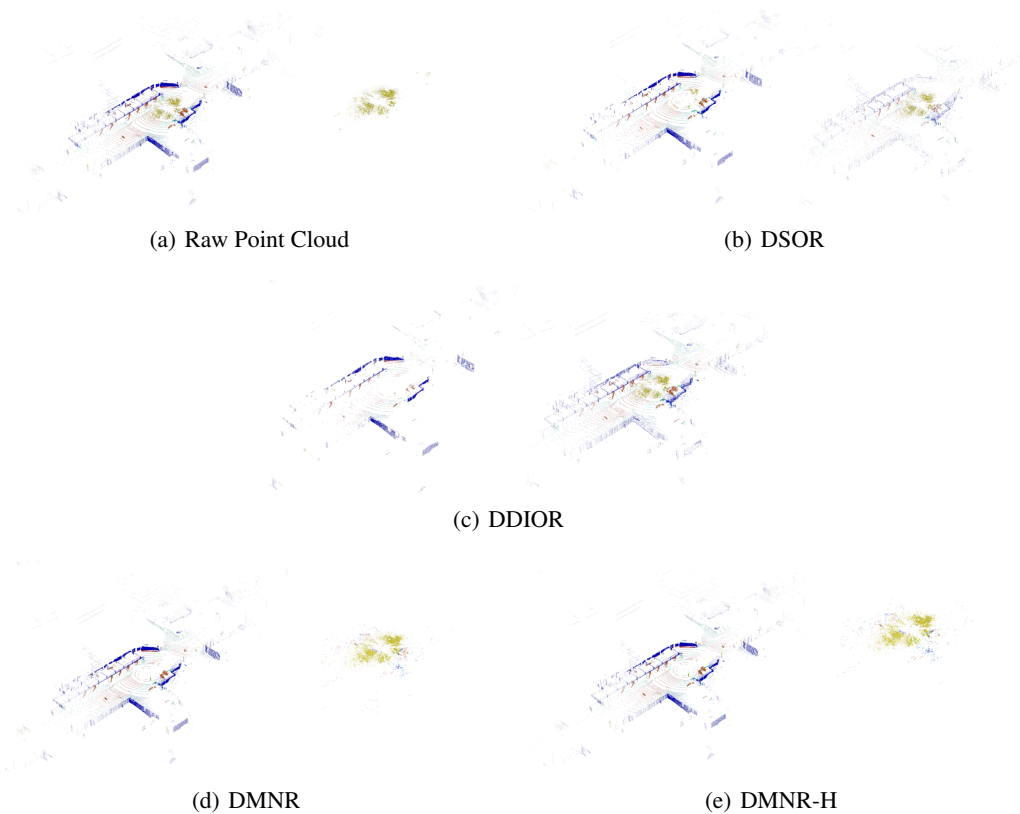 (a) Raw Point Cloud
(b) DSOR
(c) DDIOR
(d) DMNR
(e) DMNR-H